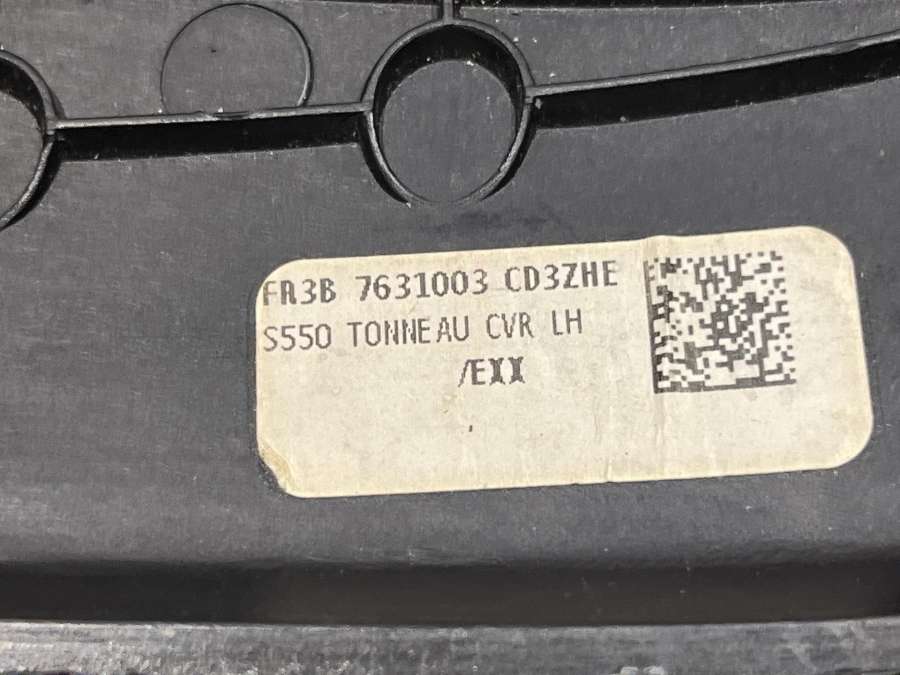 FR3B 7631003 CD3ZHE
S550 TONNEAU CVR LH
/EXX